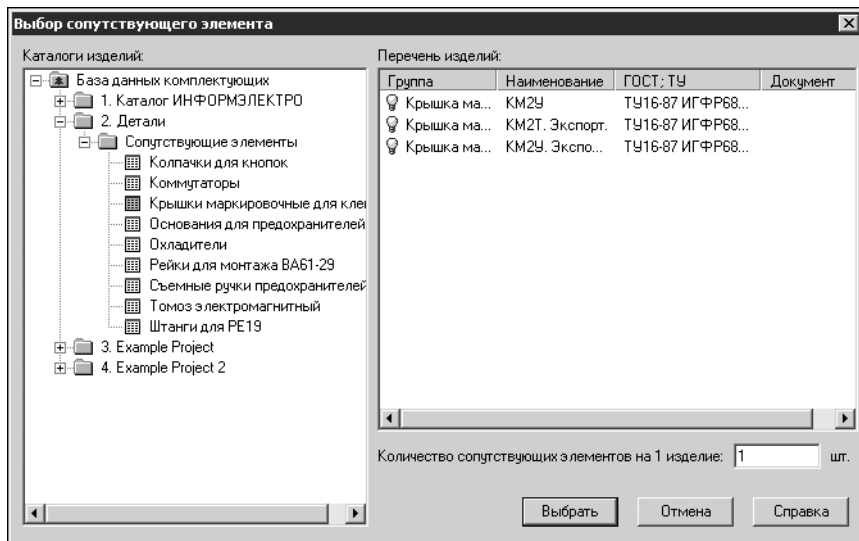 Выбор сопутствующего элемента
Каталоги изделий:
База данных комплектующих
1. Каталог ИНФОРМЭЛЕКТРО
2. Детали
Сопутствующие элементы
Колпачки для кнопок
Коммутаторы
Крышки маркировочные для кле
Основания для предохранителей
Охладители
Рейки для монтажа ВА61-29
Съемные ручки предохранителей
Томоз электромагнитный
Штанги для РЕ19
3. Example Project
4. Example Project 2
Перечень изделий:
Группа Наименование ГОСТ; ТУ Документ
Крышка ма... КМ2У ТУ16-87 ИГФР68...
Крышка ма... КМ2Т. Экспорт. ТУ16-87 ИГФР68...
Крышка ма... КМ2У. Экспо... ТУ16-87 ИГФР68...
Количество сопутствующих элементов на 1 изделие: 1 шт.
Выбрать Отмена Справка